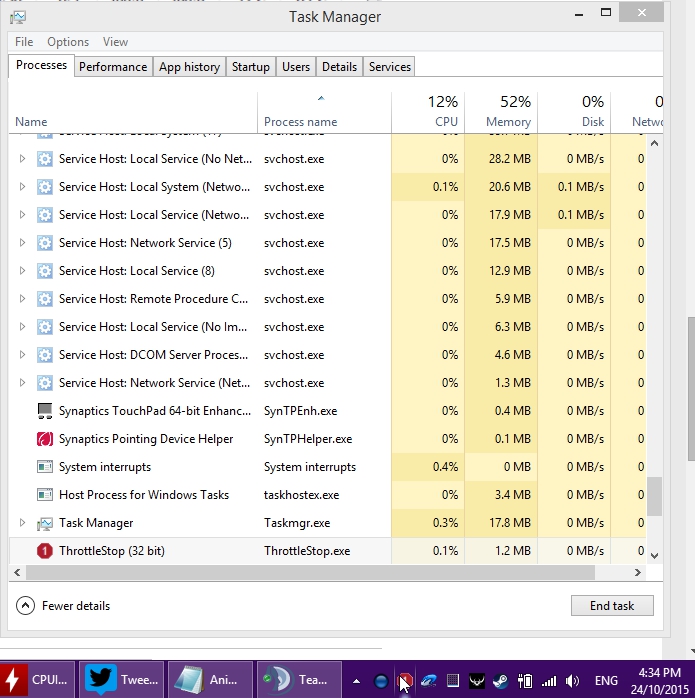 Task Manager
File Options View
Processes Performance App history Startup Users Details Services
12% 52% 0% 0
Name Process name CPU Memory Disk Netwo
Service Host: Local Service (No Net... svchost.exe 0% 28.2 MB 0 MB/s 0
Service Host: Local System (Netwo... svchost.exe 0.1% 20.6 MB 0.1 MB/s 0
Service Host: Local Service (Netwo... svchost.exe 0% 17.9 MB 0.1 MB/s 0
Service Host: Network Service (5) svchost.exe 0% 17.5 MB 0 MB/s 0
Service Host: Local Service (8) svchost.exe 0% 12.9 MB 0 MB/s 0
Service Host: Remote Procedure C... svchost.exe 0% 5.9 MB 0 MB/s 0
Service Host: Local Service (No Im... svchost.exe 0% 6.3 MB 0 MB/s 0
Service Host: DCOM Server Proces... svchost.exe 0% 4.6 MB 0 MB/s 0
Service Host: Network Service (Net... svchost.exe 0% 1.3 MB 0 MB/s 0
Synaptics TouchPad 64-bit Enhanc... SynTPEnh.exe 0% 0.4 MB 0 MB/s 0
Synaptics Pointing Device Helper SynTPHelper.exe 0% 0.1 MB 0 MB/s 0
System interrupts System interrupts 0.4% 0 MB 0 MB/s 0
Host Process for Windows Tasks taskhostex.exe 0% 3.4 MB 0 MB/s 0
Task Manager Taskmgr.exe 0.3% 17.8 MB 0 MB/s 0
1 ThrottleStop (32 bit) ThrottleStop.exe 0.1% 1.2 MB 0 MB/s 0
Fewer details End task
CPUI... Twee... Ani... Tea... ENG 4:34 PM
24/10/2015